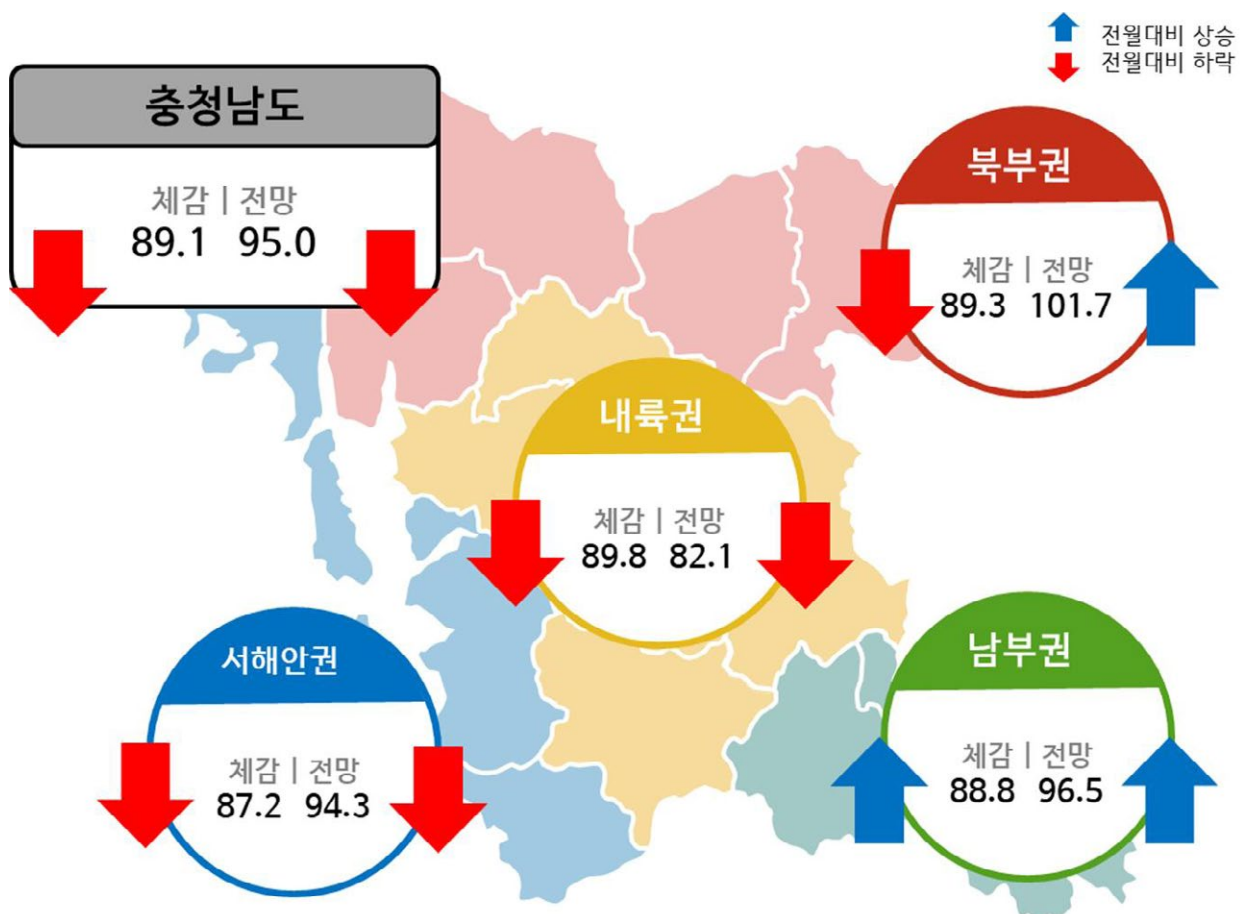 전월대비 상승
전월대비 하락
충청남도
체감 | 전망
89.1 95.0
북부권
체감 | 전망
89.3 101.7
내륙권
체감 | 전망
89.8 82.1
서해안권
체감 | 전망
87.2 94.3
남부권
체감 | 전망
88.8 96.5